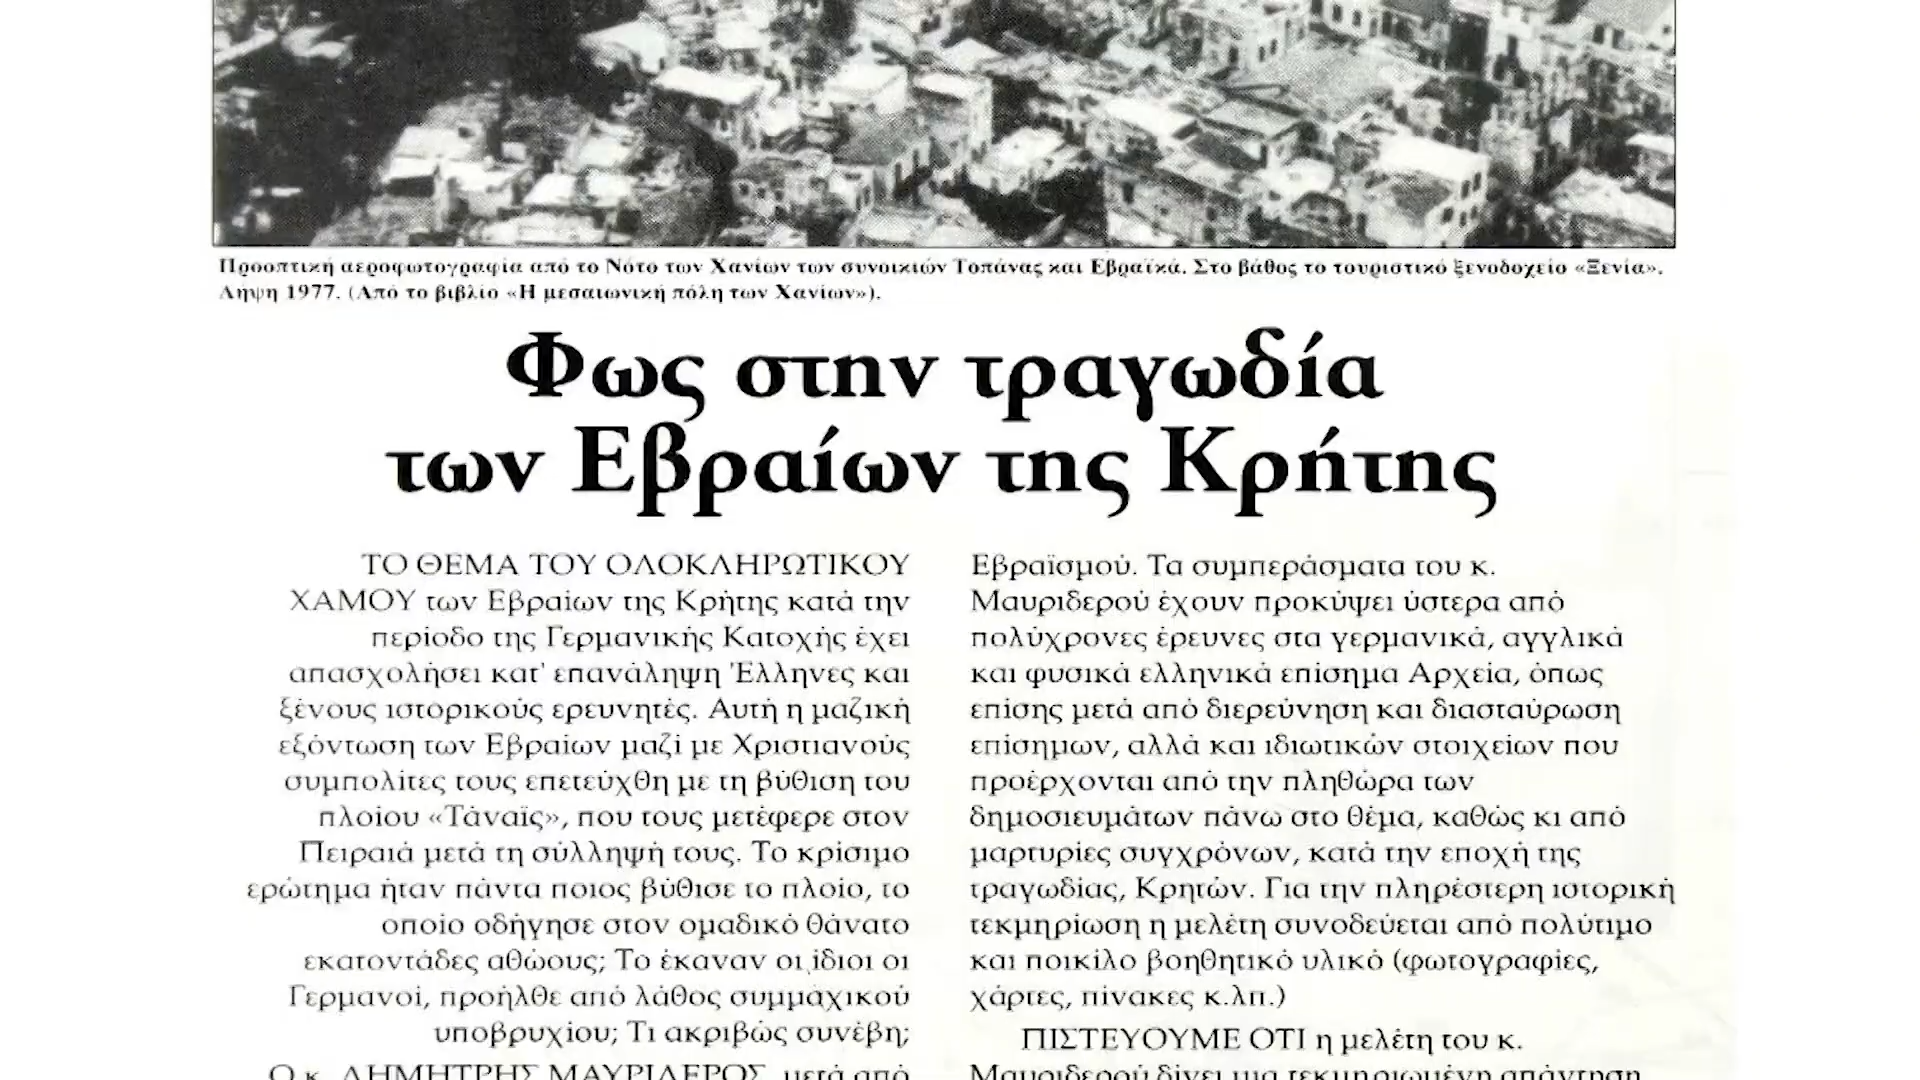 Προοπτική αεροφωτογραφία από το Νότο των Χανίων των συνοικιών Τοπάνας και Εβραϊκά. Στο βάθος το τουριστικό ξενοδοχείο «Ξενία».
Λήψη 1977. (Από το βιβλίο «Η μεσαιωνική πόλη των Χανίων»).
Φως στην τραγωδία
των Εβραίων της Κρήτης
ΤΟ ΘΕΜΑ ΤΟΥ ΟΛΟΚΛΗΡΩΤΙΚΟΥ
ΧΑΜΟΥ των Εβραίων της Κρήτης κατά την
περίοδο της Γερμανικής Κατοχής έχει
απασχολήσει κατ' επανάληψη Έλληνες και
ξένους ιστορικούς ερευνητές. Αυτή η μαζική
εξόντωση των Εβραίων μαζί με Χριστιανούς
συμπολίτες τους επετεύχθη με τη βύθιση του
πλοίου «Τάναϊς», που τους μετέφερε στον
Πειραιά μετά τη σύλληψή τους. Το κρίσιμο
ερώτημα ήταν πάντα ποιος βύθισε το πλοίο, το
οποίο οδήγησε στον ομαδικό θάνατο
εκατοντάδες αθώους; Το έκαναν οι ίδιοι οι
Γερμανοί, προήλθε από λάθος συμμαχικού
υποβρυχίου; Τι ακριβώς συνέβη;
Ο κ. ΔΗΜΗΤΡΗΣ ΜΑΥΡΙΔΕΡΟΣ, μετά από
Εβραϊσμού. Τα συμπεράσματα του κ.
Μαυριδερού έχουν προκύψει ύστερα από
πολύχρονες έρευνες στα γερμανικά, αγγλικά
και φυσικά ελληνικά επίσημα Αρχεία, όπως
επίσης μετά από διερεύνηση και διασταύρωση
επίσημων, αλλά και ιδιωτικών στοιχείων που
προέρχονται από την πληθώρα των
δημοσιευμάτων πάνω στο θέμα, καθώς κι από
μαρτυρίες συγχρόνων, κατά την εποχή της
τραγωδίας, Κρητών. Για την πληρέστερη ιστορική
τεκμηρίωση η μελέτη συνοδεύεται από πολύτιμο
και ποικίλο βοηθητικό υλικό (φωτογραφίες,
χάρτες, πίνακες κ.λπ.)
ΠΙΣΤΕΥΟΥΜΕ ΟΤΙ η μελέτη του κ.
Μαυριδερού δίνει μια τεκμηριωμένη απάντηση